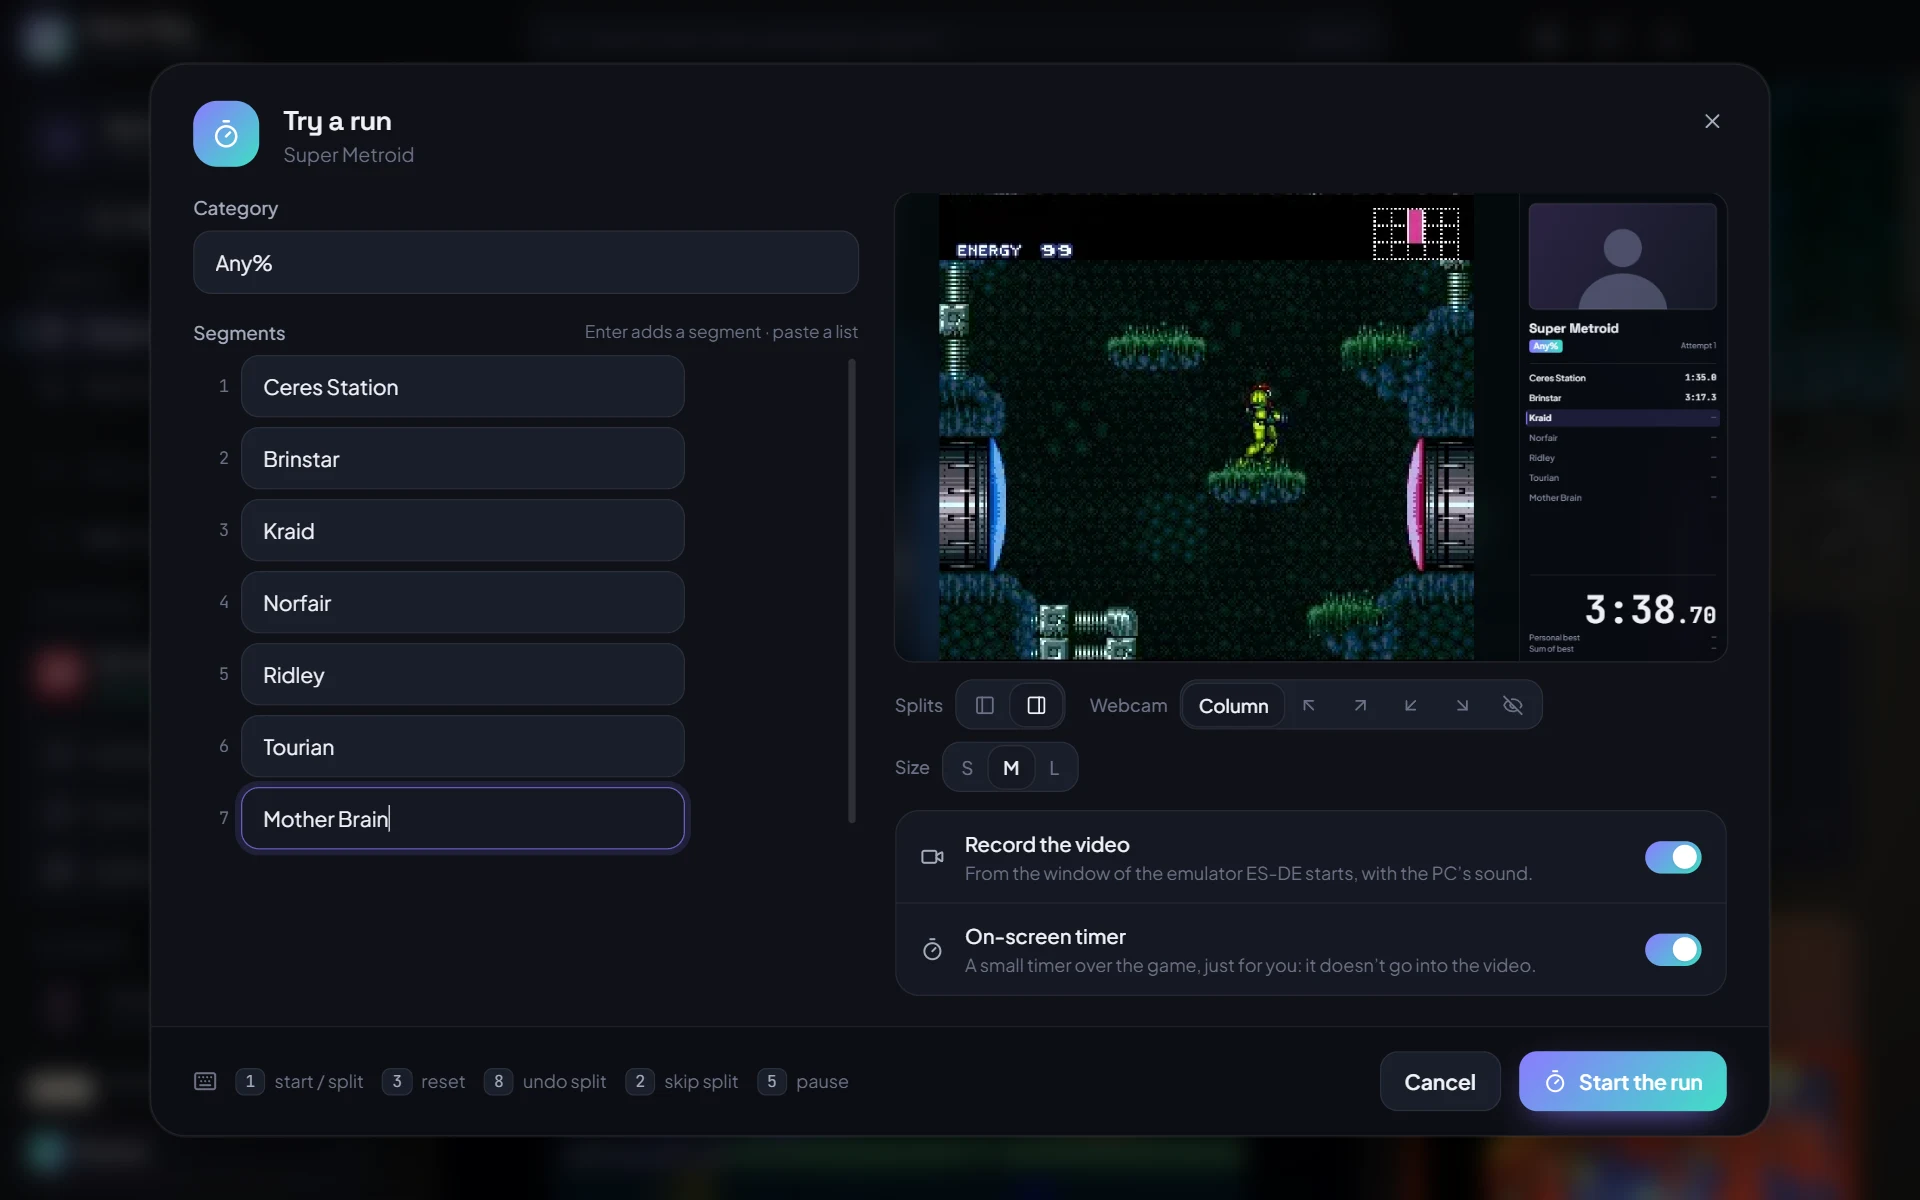 Try a run
Super Metroid
Category
Any%
Segments
Enter adds a segment · paste a list
1 Ceres Station
2 Brinstar
3 Kraid
4 Norfair
5 Ridley
6 Tourian
7 Mother Brain
ENERGY 99
Super Metroid
Any% Attempt 1
Ceres Station 1:35.0
Brinstar 3:17.3
Kraid –
Norfair –
Ridley –
Tourian –
Mother Brain –
3:38.70
Personal best –
Sum of best –
Splits
Webcam Column
Size S M L
Record the video
From the window of the emulator ES-DE starts, with the PC's sound.
On-screen timer
A small timer over the game, just for you: it doesn't go into the video.
1 start / split 3 reset 8 undo split 2 skip split 5 pause
Cancel
Start the run